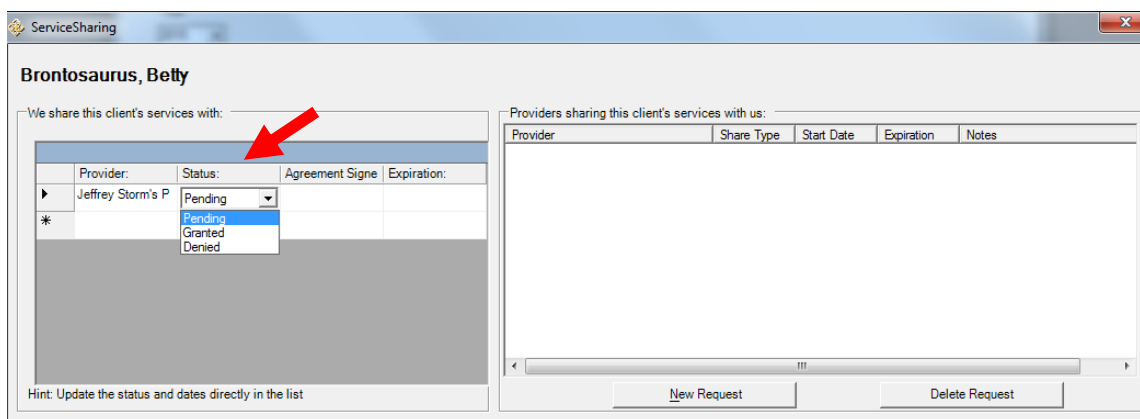 ServiceSharing
Brontosaurus, Betty
We share this client's services with:
Provider: Status: Agreement Signe Expiration:
Jeffrey Storm's P Pending
Pending
Granted
Denied
Hint: Update the status and dates directly in the list
Providers sharing this client's services with us:
Provider Share Type Start Date Expiration Notes
New Request Delete Request